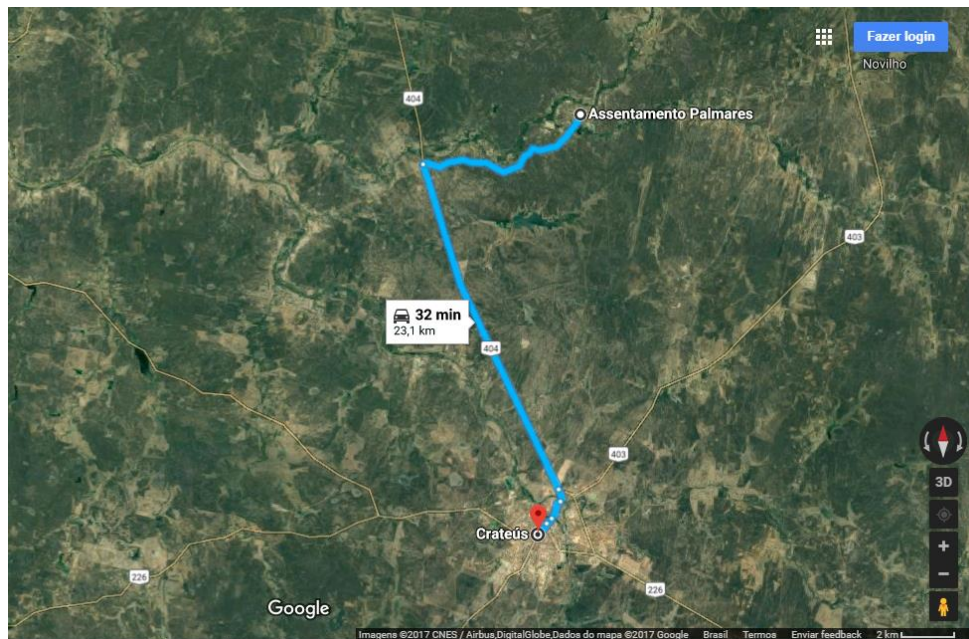 Fazer login
Novilho
404
Assentamento Palmares
403
32 min
23,1 km
404
403
3D
Crateús
226
226
Google
Imagens ©2017 CNES / Airbus,DigitalGlobe,Dados do mapa ©2017 Google Brasil Termos Enviar feedback 2 km